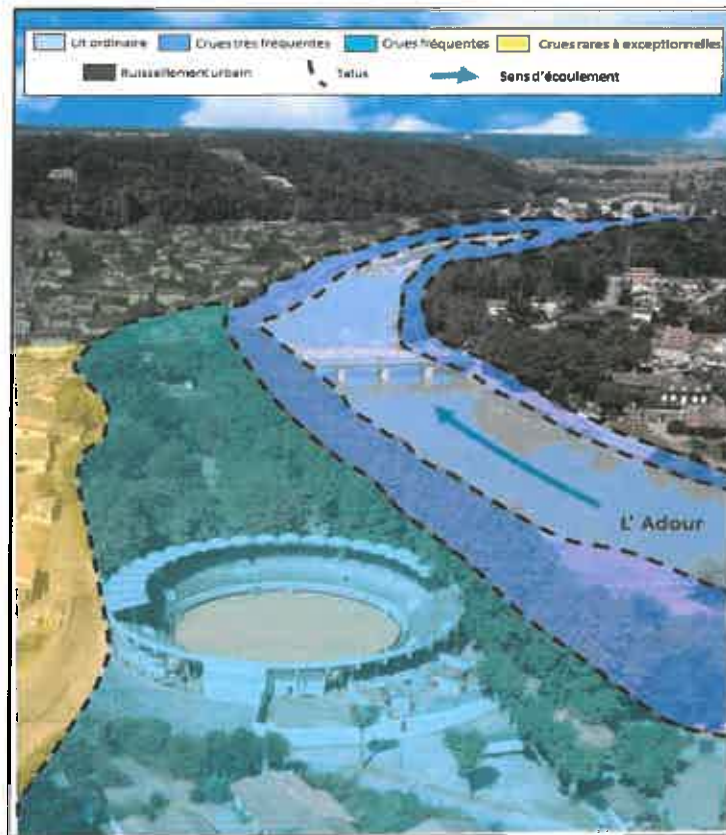 Lit ordinaire Crues très fréquentes Crues fréquentes Crues rares à exceptionnelles
Ruissellement urbain Talus Sens d'écoulement
L' Adour